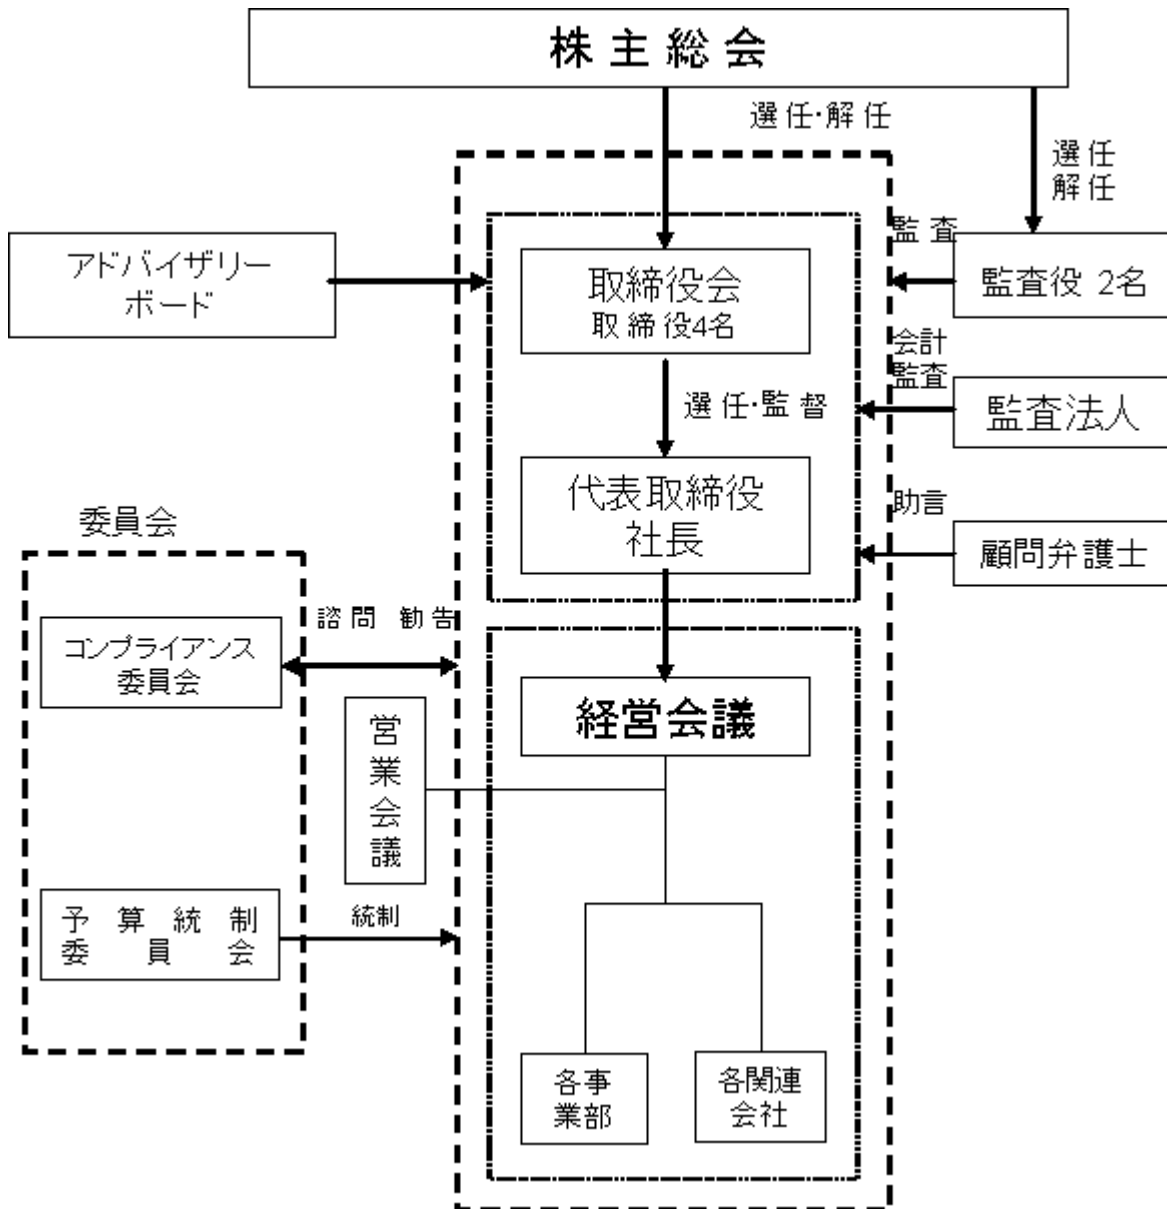 株主総会
選任・解任
選任
解任
アドバイザリー
ボード
取締役会
取締役4名
監査
監査役 2名
会計
監査
監査法人
選任・監督
代表取締役
社長
助言
顧問弁護士
委員会
コンプライアンス
委員会
諮問 勧告
経営会議
営業会議
予算統制
委員会
統制
各事
業部
各関連
会社